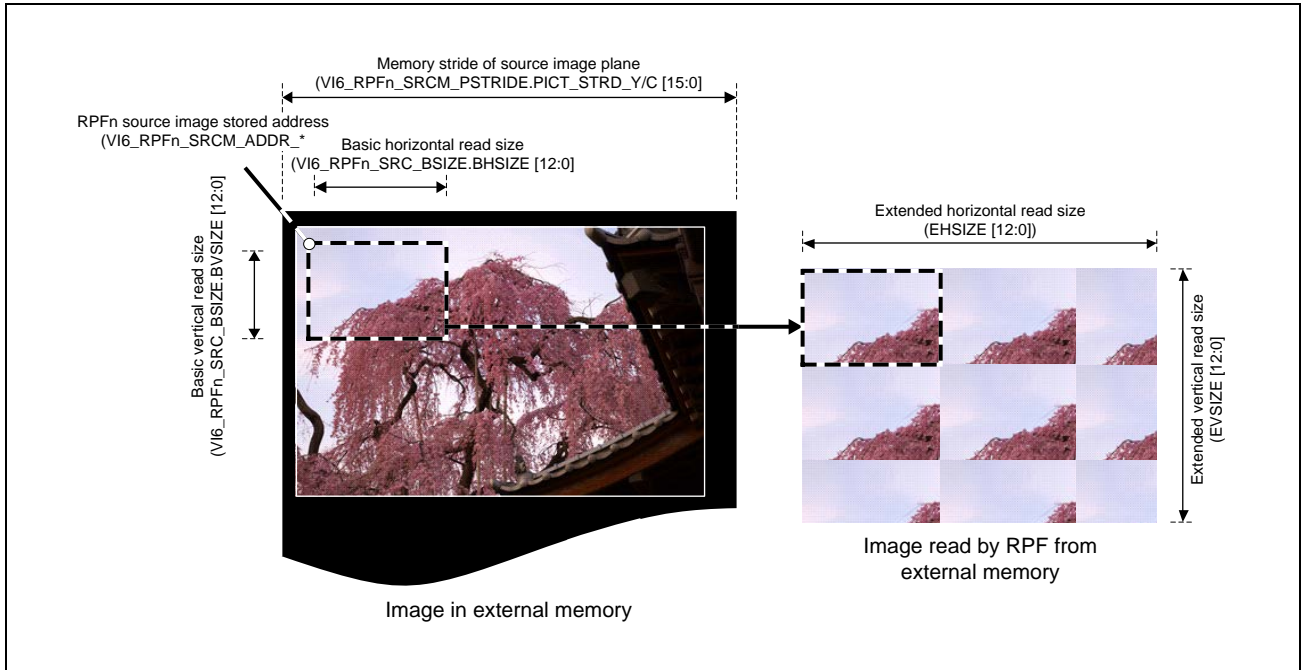 Memory stride of source image plane
(VI6_RPFn_SRCM_PSTRIDE.PICT_STRD_Y/C [15:0]
RPFn source image stored address
(VI6_RPFn_SRCM_ADDR_*
Basic horizontal read size
(VI6_RPFn_SRC_BSIZE.BHSIZE [12:0]
Basic vertical read size
(VI6_RPFn_SRC_BSIZE.BVSIZE [12:0]
Extended horizontal read size
(EHSIZE [12:0])
Extended vertical read size
(EVSIZE [12:0])
Image read by RPF from
external memory
Image in external memory